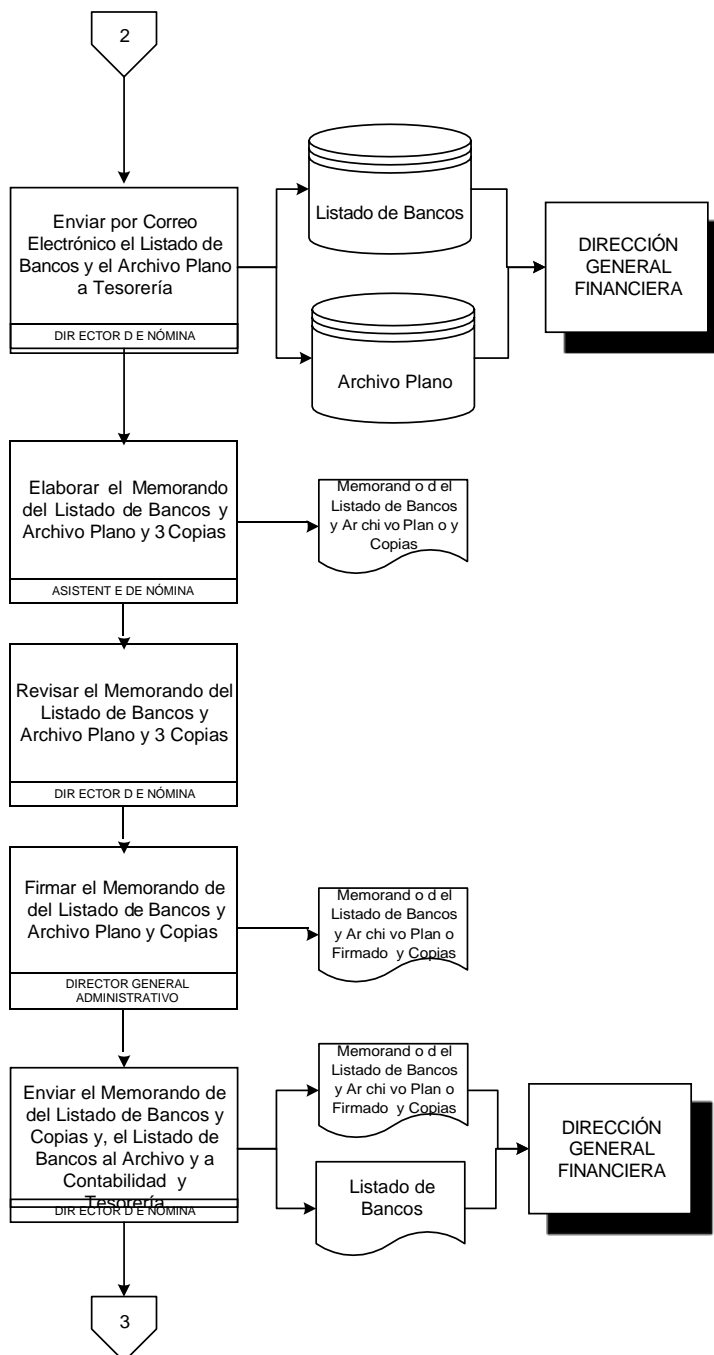 2
Enviar por Correo
Electrónico el Listado de
Bancos y el Archivo Plano
a Tesorería
DIR ECTOR D E NÓMINA
Listado de Bancos
Archivo Plano
DIRECCIÓN
GENERAL
FINANCIERA
Elaborar el Memorando
del Listado de Bancos y
Archivo Plano y 3 Copias
ASISTENT E DE NÓMINA
Memorand o d el
Listado de Bancos
y Ar chi vo Plan o y
Copias
Revisar el Memorando del
Listado de Bancos y
Archivo Plano y 3 Copias
DIR ECTOR D E NÓMINA
Firmar el Memorando de
del Listado de Bancos y
Archivo Plano y Copias
DIRECTOR GENERAL
ADMINISTRATIVO
Memorand o d el
Listado de Bancos
y Ar chi vo Plan o
Firmado y Copias
Enviar el Memorando de
del Listado de Bancos y
Copias y, el Listado de
Bancos al Archivo y a
Contabilidad y
Tesorería
DIR ECTOR D E NÓMINA
Memorand o d el
Listado de Bancos
y Ar chi vo Plan o
Firmado y Copias
Listado de
Bancos
DIRECCIÓN
GENERAL
FINANCIERA
3